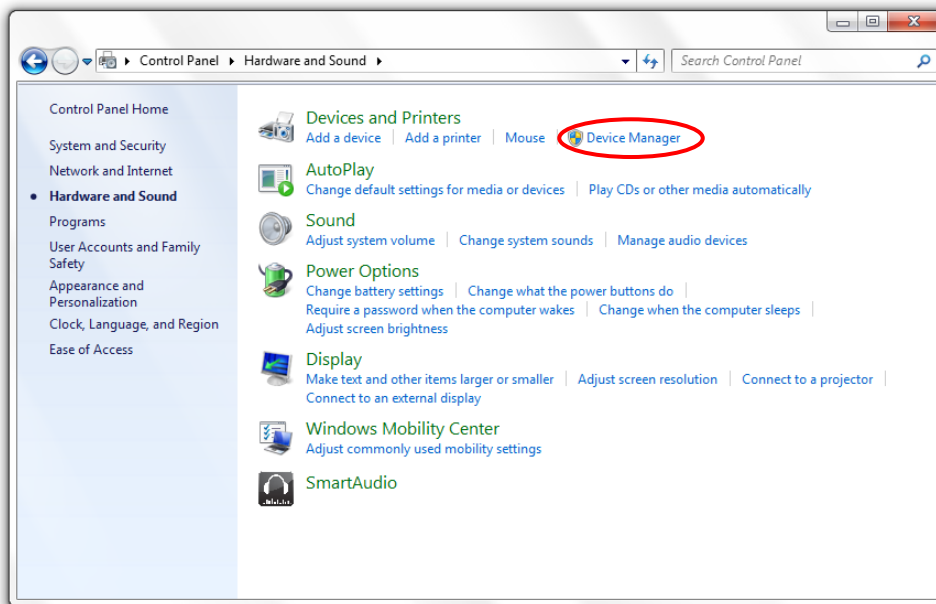 Control Panel Hardware and Sound Search Control Panel
Control Panel Home
System and Security
Network and Internet
Hardware and Sound
Programs
User Accounts and Family
Safety
Appearance and
Personalization
Clock, Language, and Region
Ease of Access
Devices and Printers
Add a device Add a printer Mouse Device Manager
AutoPlay
Change default settings for media or devices Play CDs or other media automatically
Sound
Adjust system volume Change system sounds Manage audio devices
Power Options
Change battery settings Change what the power buttons do
Require a password when the computer wakes Change when the computer sleeps
Adjust screen brightness
Display
Make text and other items larger or smaller Adjust screen resolution Connect to a projector
Connect to an external display
Windows Mobility Center
Adjust commonly used mobility settings
SmartAudio